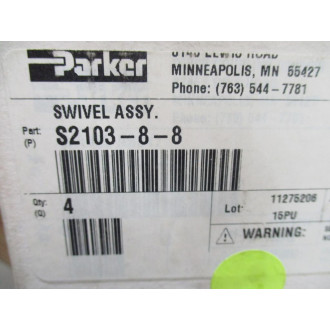 Parker
MINNEAPOLIS, MN 55427
Phone: (763) 544-7781
SWIVEL ASSY.
Part:
(P)
S2103-8-8
Qty:
(Q)
4
Lot:
11275206
15PU
WARNING: